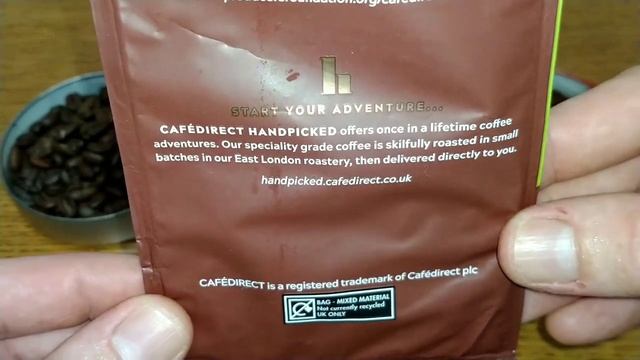 START YOUR ADVENTURE...
CAFÉDIRECT HANDPICKED offers once in a lifetime coffee
adventures. Our speciality grade coffee is skilfully roasted in small
batches in our East London roastery, then delivered directly to you.
handpicked.cafedirect.co.uk
CAFÉDIRECT is a registered trademark of Cafédirect plc
BAG - MIXED MATERIAL
Not currently recycled
UK ONLY